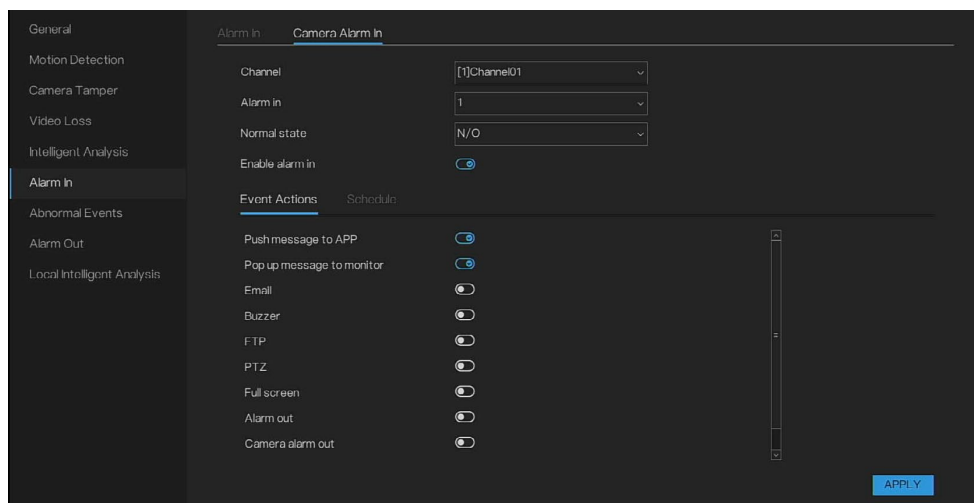 General
Motion Detection
Camera Tamper
Video Loss
Intelligent Analysis
Alarm In
Abnormal Events
Alarm Out
Local Intelligent Analysis
Alarm In Camera Alarm In
Channel [1]Channel01
Alarm in 1
Normal state N/O
Enable alarm in
Event Actions Schedule
Push message to APP
Pop up message to monitor
Email
Buzzer
FTP
PTZ
Full screen
Alarm out
Camera alarm out
APPLY